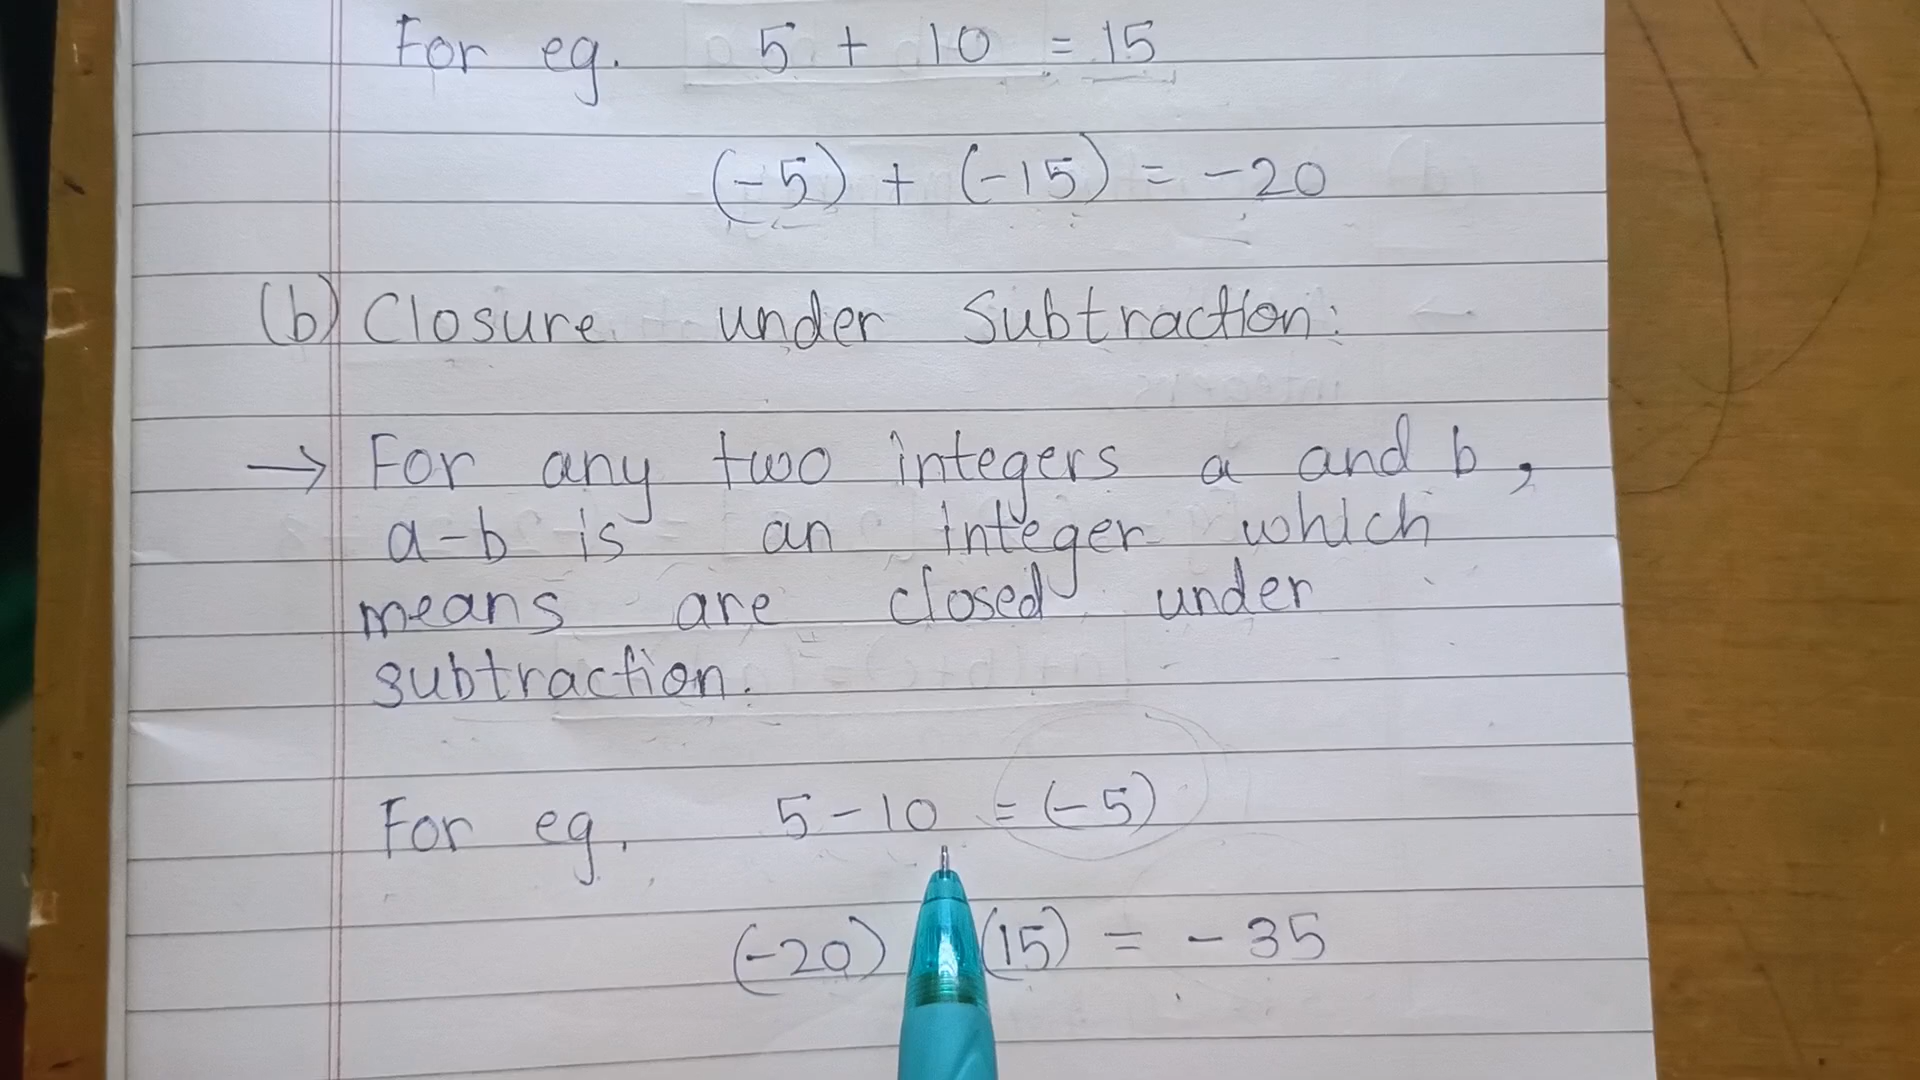 For eg. 5 + 10 = 15
(-5) + (-15) = -20
(b) Closure under Subtraction:
→ For any two integers a and b,
a-b is an integer which
means are closed under
subtraction.
For eg. 5-10 = (-5)
(-20) (15) = -35